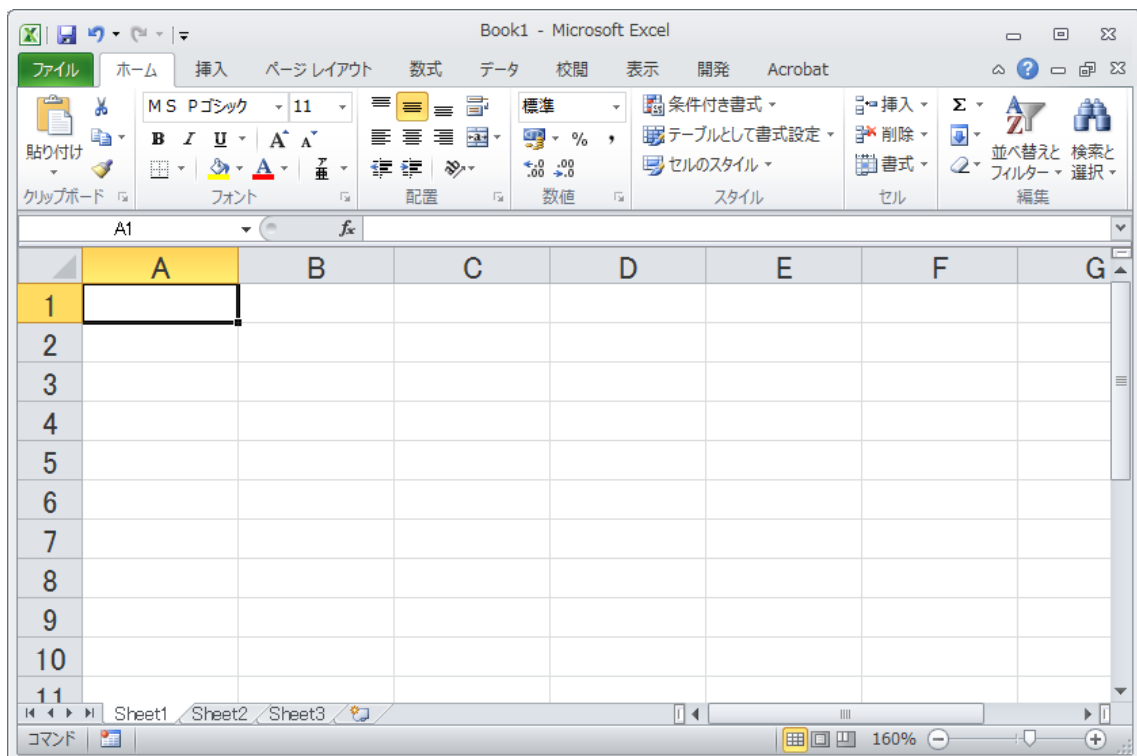 Book1 - Microsoft Excel
ファイル ホーム 挿入 ページ レイアウト 数式 データ 校閲 表示 開発 Acrobat
MS Pゴシック 11 標準 条件付き書式 挿入 Σ
B I U A A % , テーブルとして書式設定 削除
貼り付け 並べ替えと 検索と
A 亜 .00 .00 セルのスタイル 書式 フィルター 選択
クリップボード フォント 配置 数値 スタイル セル 編集
A1 fx
A B C D E F G
1
2
3
4
5
6
7
8
9
10
11
Sheet1 Sheet2 Sheet3
コマンド 160%